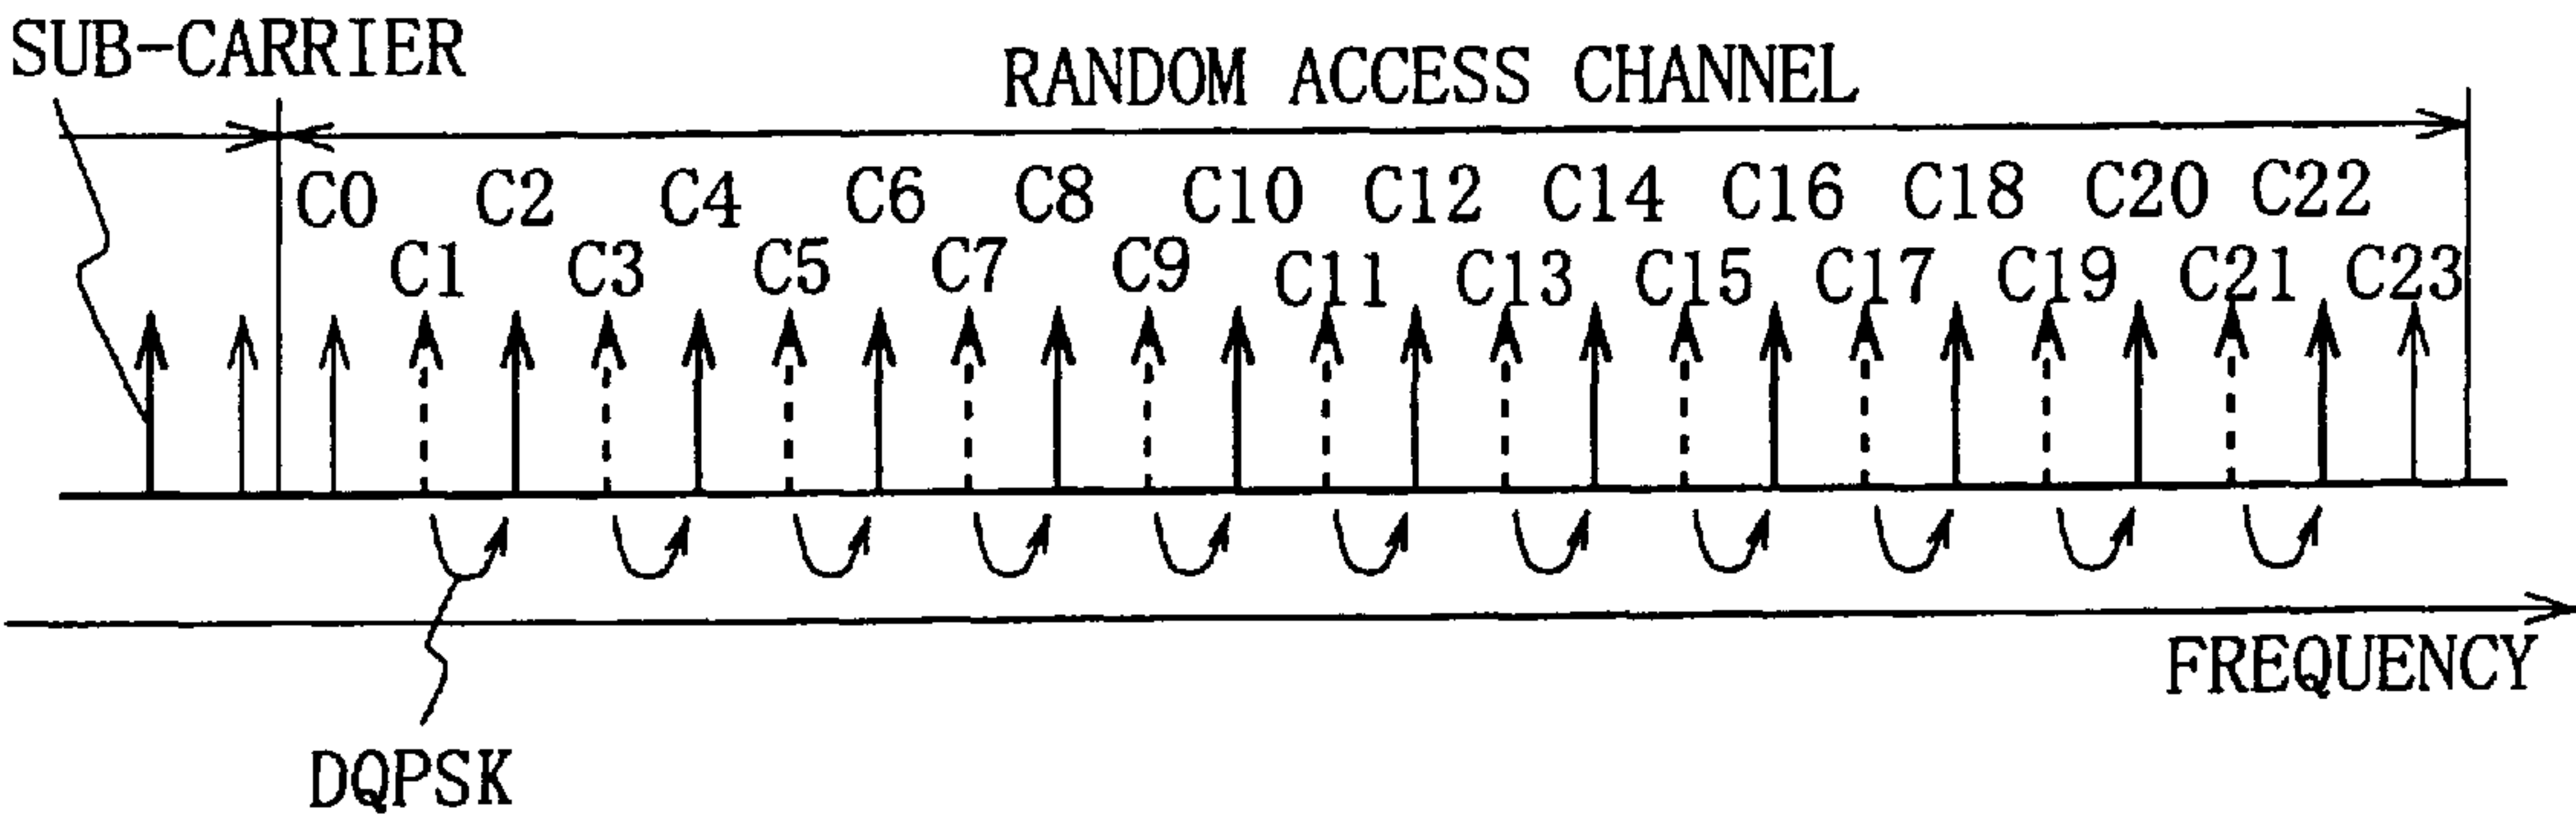 SUB-CARRIER
RANDOM ACCESS CHANNEL
C0 C2 C4 C6 C8 C10 C12 C14 C16 C18 C20 C22
C1 C3 C5 C7 C9 C11 C13 C15 C17 C19 C21 C23
FREQUENCY
DQPSK